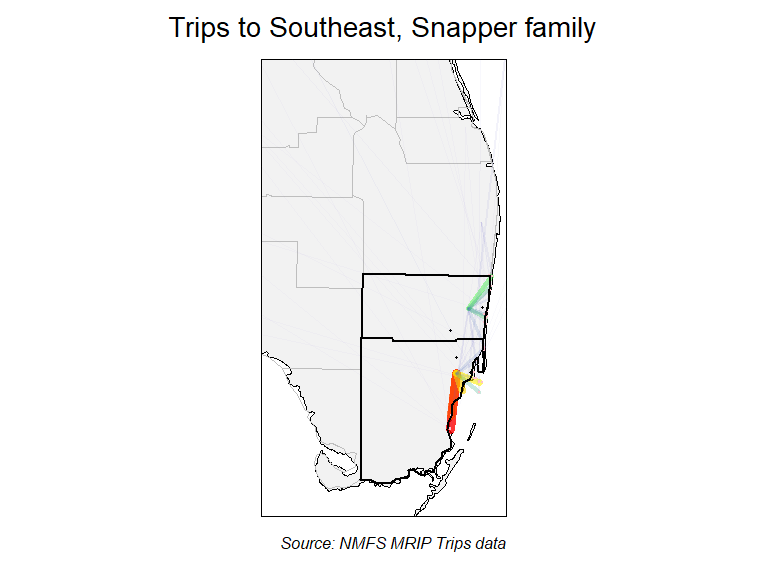 Trips to Southeast, Snapper family
Source: NMFS MRIP Trips data